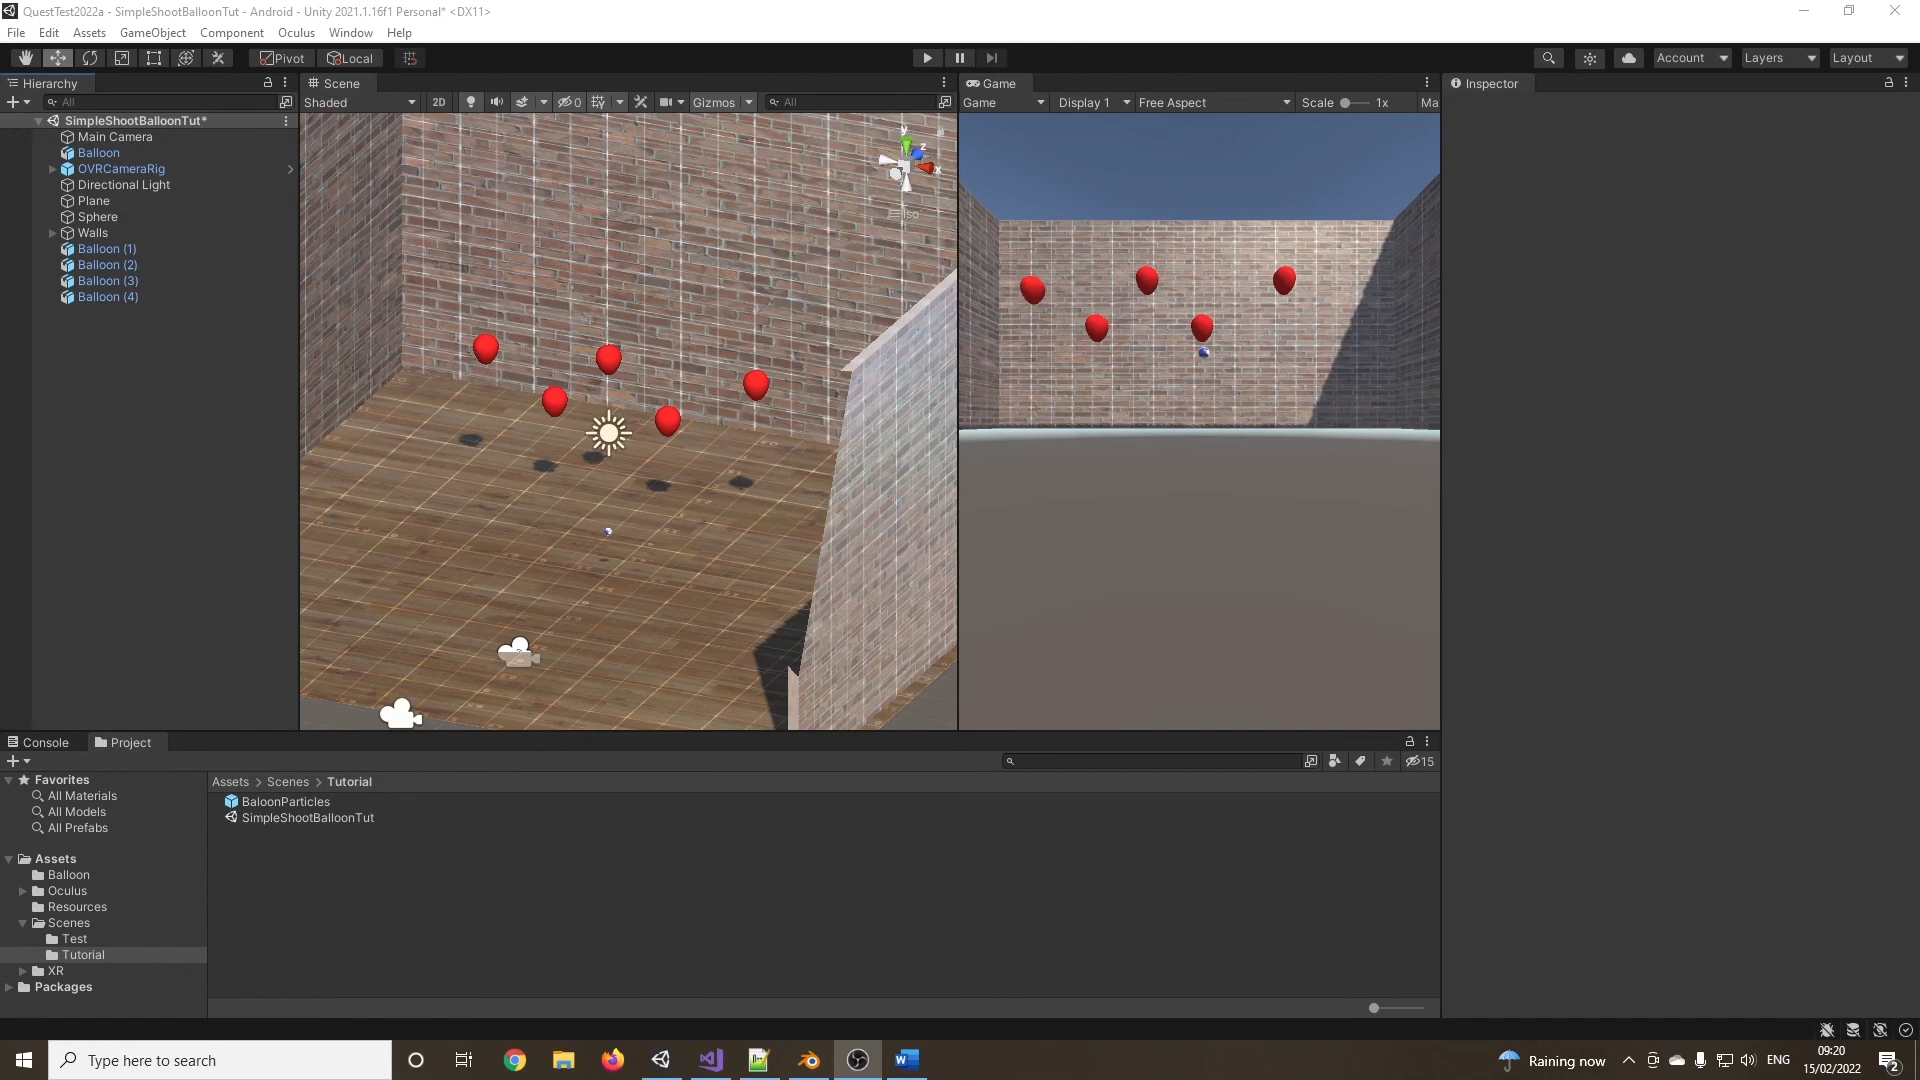 QuestTest2022a - SimpleShootBalloonTut - Android - Unity 2021.1.16f1 Personal* <DX11>
File Edit Assets GameObject Component Oculus Window Help
Pivot Local Account Layers Layout
Hierarchy
Scene
Game
Inspector
All
Shaded 2D 0 Gizmos All
Game Display 1 Free Aspect Scale 1x Ma
SimpleShootBalloonTut*
Main Camera
Balloon
OVRCameraRig
Directional Light
Plane
Sphere
Walls
Balloon (1)
Balloon (2)
Balloon (3)
Balloon (4)
y
z
x
Iso
Console Project
15
Favorites
All Materials
All Models
All Prefabs
Assets
Balloon
Oculus
Resources
Scenes
Test
Tutorial
XR
Packages
Assets > Scenes > Tutorial
BaloonParticles
SimpleShootBalloonTut
Type here to search
Raining now
ENG
09:20
15/02/2022
2